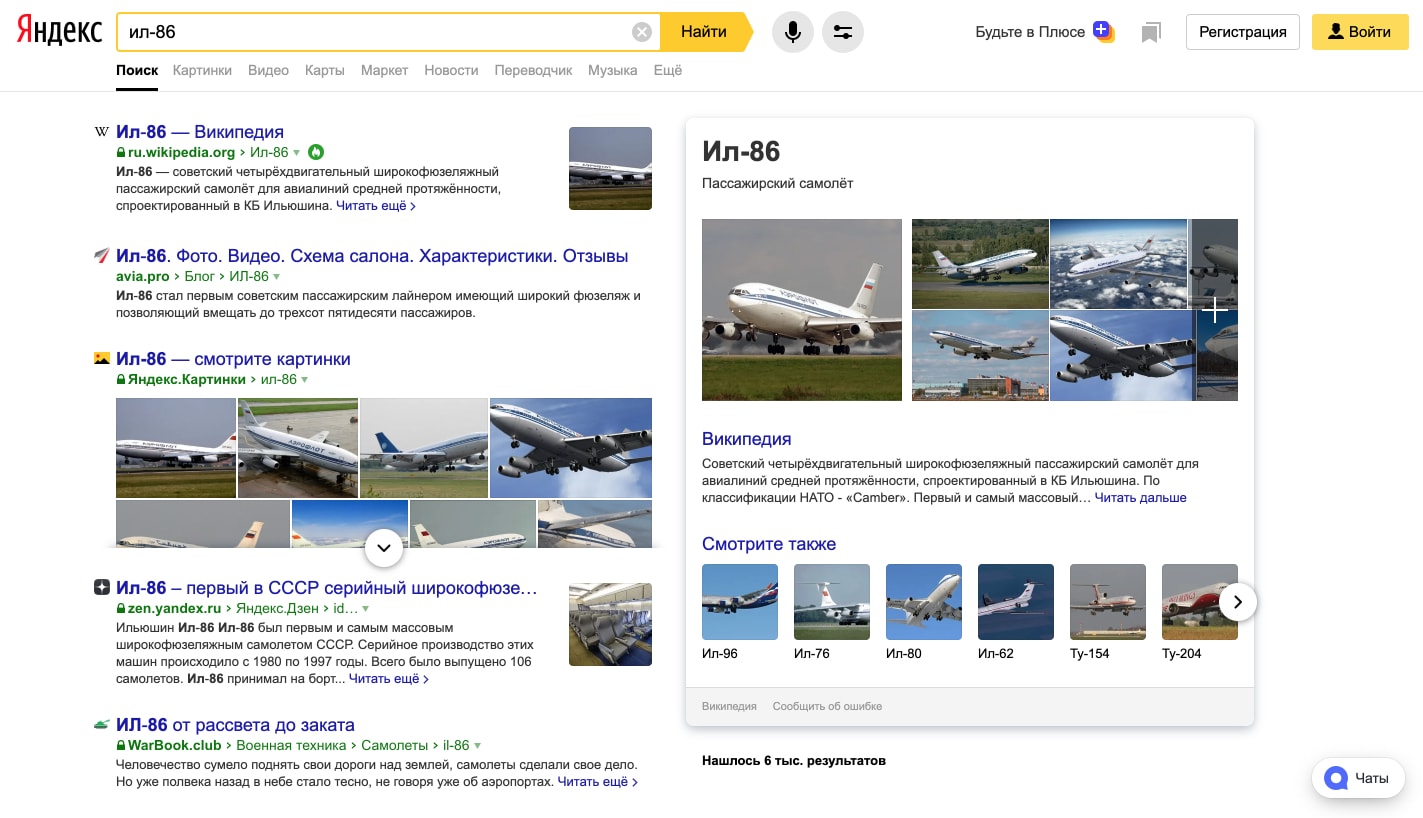 Яндекс
ил-86
Найти
Будьте в Плюсе
Регистрация
Войти
Поиск Картинки Видео Карты Маркет Новости Переводчик Музыка Ещё
W Ил-86 — Википедия
ru.wikipedia.org › Ил-86
Ил-86 — советский четырёхдвигательный широкофюзеляжный
пассажирский самолёт для авиалиний средней протяжённости,
спроектированный в КБ Ильюшина. Читать ещё ›
Ил-86. Фото. Видео. Схема салона. Характеристики. Отзывы
avia.pro › Блог › ИЛ-86
Ил-86 стал первым советским пассажирским лайнером имеющий широкий фюзеляж и
позволяющий вмещать до трехсот пятидесяти пассажиров.
Ил-86 — смотрите картинки
Яндекс.Картинки › ил-86
Ил-86 – первый в СССР серийный широкофюзе...
zen.yandex.ru › Яндекс.Дзен › id...
Ильюшин Ил-86 Ил-86 был первым и самым массовым
широкофюзеляжным самолетом СССР. Серийное производство этих
машин происходило с 1980 по 1997 годы. Всего было выпущено 106
самолетов. Ил-86 принимал на борт... Читать ещё ›
ИЛ-86 от рассвета до заката
WarBook.club › Военная техника › Самолеты › il-86
Человечество сумело поднять свои дороги над землей, самолеты сделали свое дело.
Но уже полвека назад в небе стало тесно, не говоря уже об аэропортах. Читать ещё ›
Ил-86
Пассажирский самолёт
Википедия
Советский четырёхдвигательный широкофюзеляжный пассажирский самолёт для
авиалиний средней протяжённости, спроектированный в КБ Ильюшина. По
классификации НАТО - «Camber». Первый и самый массовый… Читать дальше
Смотрите также
Ил-96 Ил-76 Ил-80 Ил-62 Ту-154 Ту-204
Википедия Сообщить об ошибке
Нашлось 6 тыс. результатов
Чаты